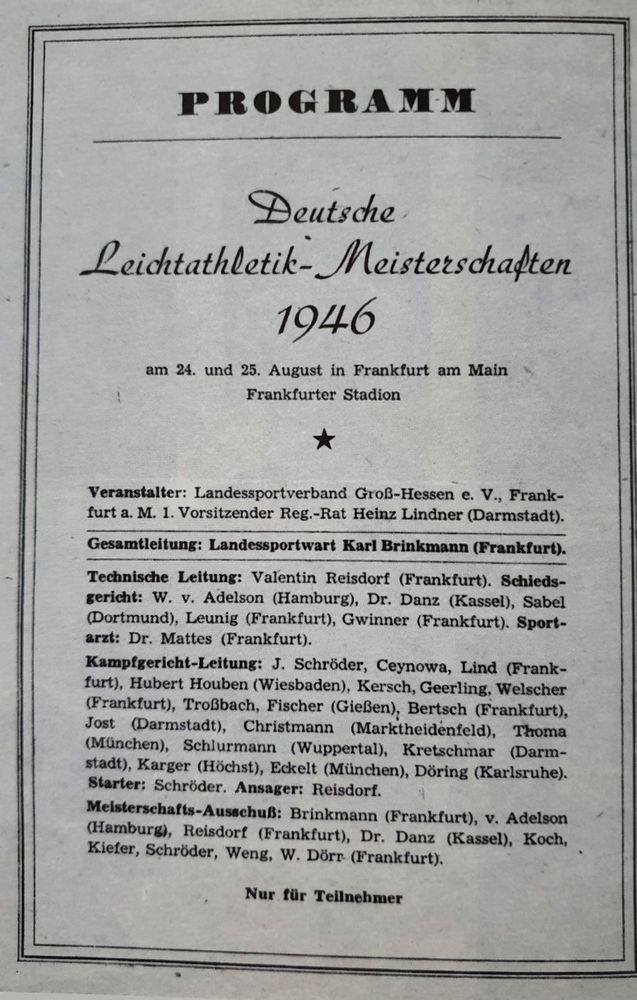 PROGRAMM
Deutsche
Leichtathletik-Meisterschaften
1946
am 24. und 25. August in Frankfurt am Main
Frankfurter Stadion
Veranstalter: Landessportverband Groß-Hessen e. V., Frank-
furt a. M. 1. Vorsitzender Reg.-Rat Heinz Lindner (Darmstadt).
Gesamtleitung: Landessportwart Karl Brinkmann (Frankfurt).
Technische Leitung: Valentin Reisdorf (Frankfurt). Schieds-
gericht: W. v. Adelson (Hamburg), Dr. Danz (Kassel), Sabel
(Dortmund), Leunig (Frankfurt), Gwinner (Frankfurt). Sport-
arzt: Dr. Mattes (Frankfurt).
Kampfgericht-Leitung: J. Schröder, Ceynowa, Lind (Frank-
furt), Hubert Houben (Wiesbaden), Kersch, Geerling, Welscher
(Frankfurt), Troßbach, Fischer (Gießen), Bertsch (Frankfurt),
Jost (Darmstadt), Christmann (Marktheidenfeld), Thoma
(München), Schlurmann (Wuppertal), Kretschmar (Darm-
stadt), Karger (Höchst), Eckelt (München), Döring (Karlsruhe).
Starter: Schröder. Ansager: Reisdorf.
Meisterschafts-Ausschuß: Brinkmann (Frankfurt), v. Adelson
(Hamburg), Reisdorf (Frankfurt), Dr. Danz (Kassel), Koch,
Kiefer, Schröder, Weng, W. Dörr (Frankfurt).
Nur für Teilnehmer